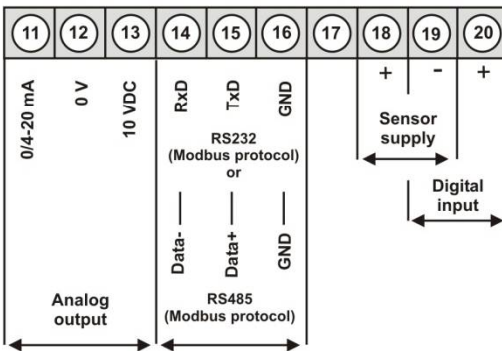 11 12 13 14 15 16 17 18 19 20
+ - +
0/4-20 mA
0 V
10 VDC
RxD
TxD
GND
RS232
(Modbus protocol)
or
Sensor
supply
Digital
input
Data-
Data+
GND
Analog
output
RS485
(Modbus protocol)